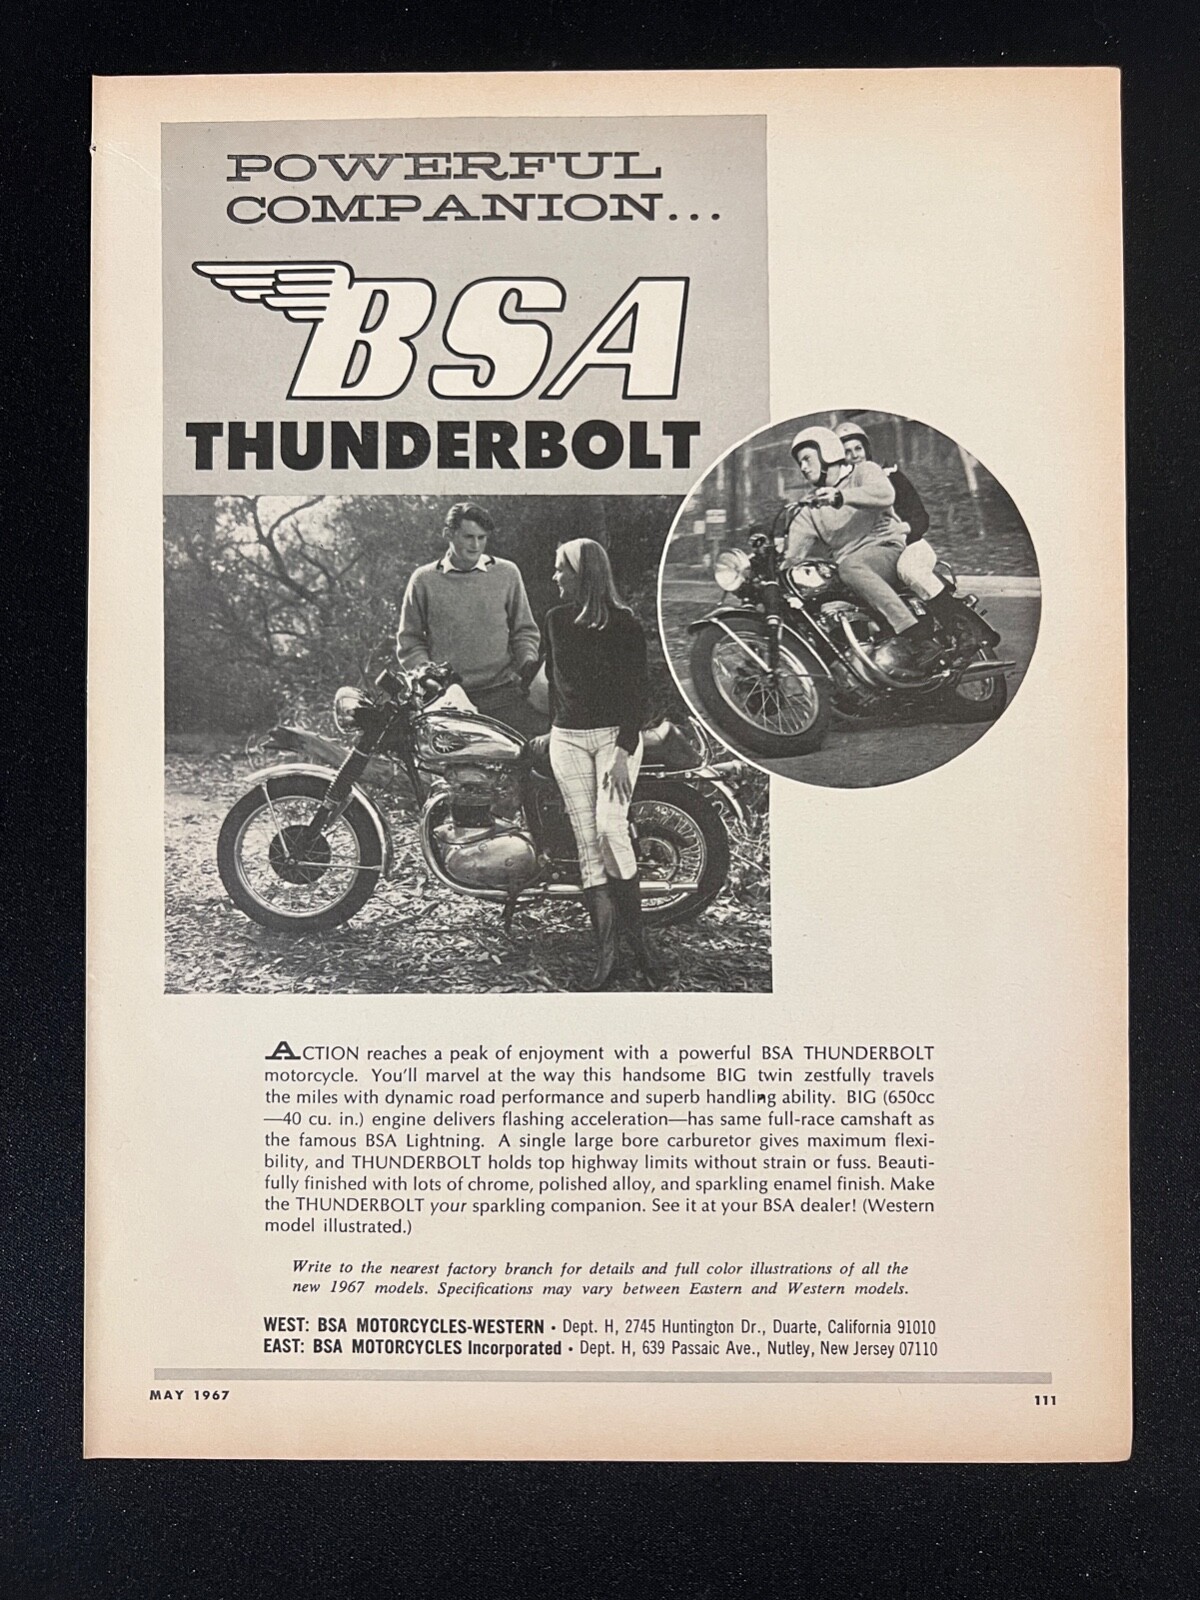 POWERFUL
COMPANION...
BSA
THUNDERBOLT
ACTION reaches a peak of enjoyment with a powerful BSA THUNDERBOLT
motorcycle. You'll marvel at the way this handsome BIG twin zestfully travels
the miles with dynamic road performance and superb handling ability. BIG (650cc
—40 cu. in.) engine delivers flashing acceleration—has same full-race camshaft as
the famous BSA Lightning. A single large bore carburetor gives maximum flexi-
bility, and THUNDERBOLT holds top highway limits without strain or fuss. Beauti-
fully finished with lots of chrome, polished alloy, and sparkling enamel finish. Make
the THUNDERBOLT your sparkling companion. See it at your BSA dealer! (Western
model illustrated.)
Write to the nearest factory branch for details and full color illustrations of all the
new 1967 models. Specifications may vary between Eastern and Western models.
WEST: BSA MOTORCYCLES-WESTERN • Dept. H, 2745 Huntington Dr., Duarte, California 91010
EAST: BSA MOTORCYCLES Incorporated • Dept. H, 639 Passaic Ave., Nutley, New Jersey 07110
MAY 1967
111